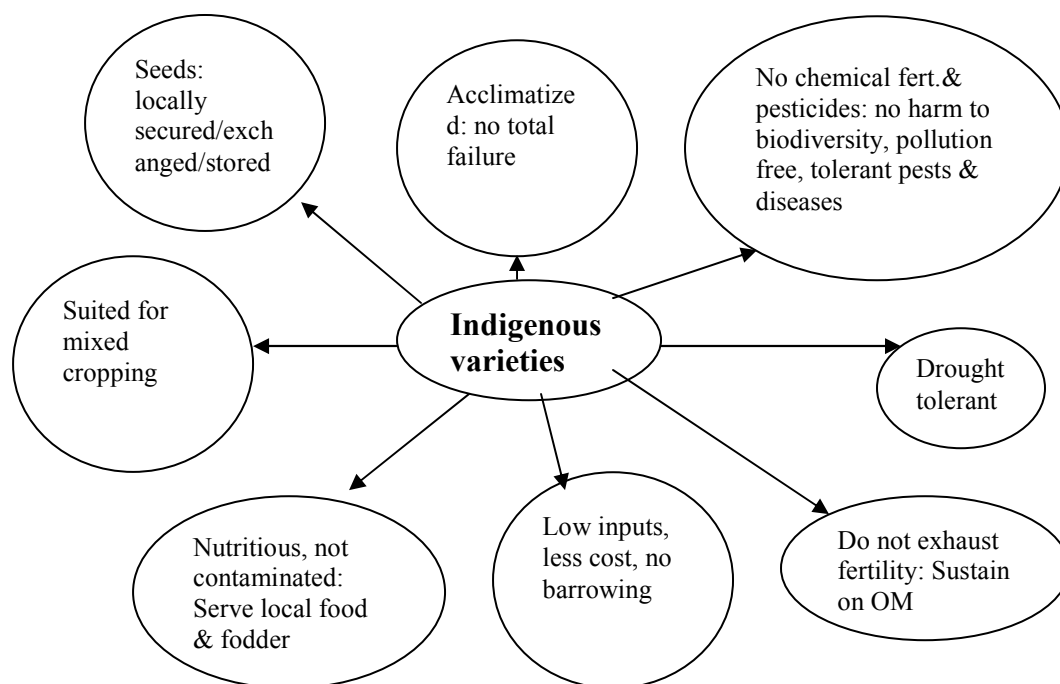 Seeds:
locally
secured/exch
anged/stored
Acclimatize
d: no total
failure
No chemical fert.&
pesticides: no harm to
biodiversity, pollution
free, tolerant pests &
diseases
Suited for
mixed
cropping
Indigenous
varieties
Drought
tolerant
Nutritious, not
contaminated:
Serve local food
& fodder
Low inputs,
less cost, no
barrowing
Do not exhaust
fertility: Sustain
on OM